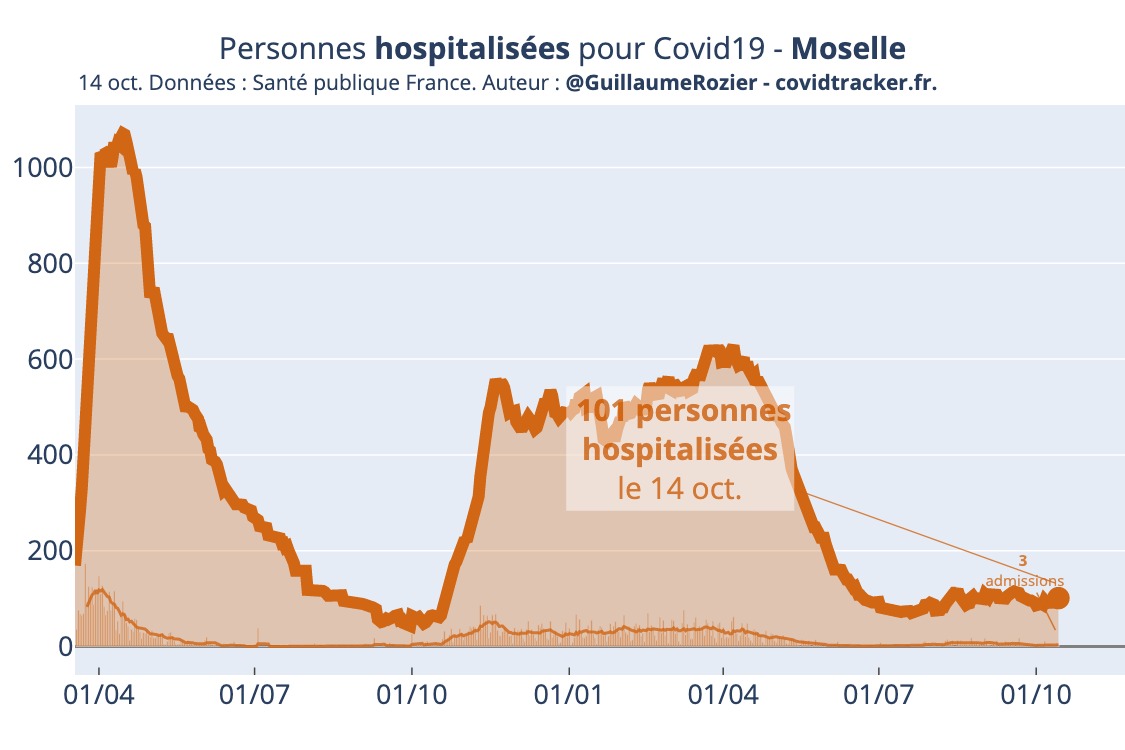 Personnes hospitalisées pour Covid19 - Moselle
14 oct. Données : Santé publique France. Auteur : @GuillaumeRozier - covidtracker.fr.
1000
800
600
400
200
0
101 personnes
hospitalisées
le 14 oct.
3
admissions
01/04 01/07 01/10 01/01 01/04 01/07 01/10